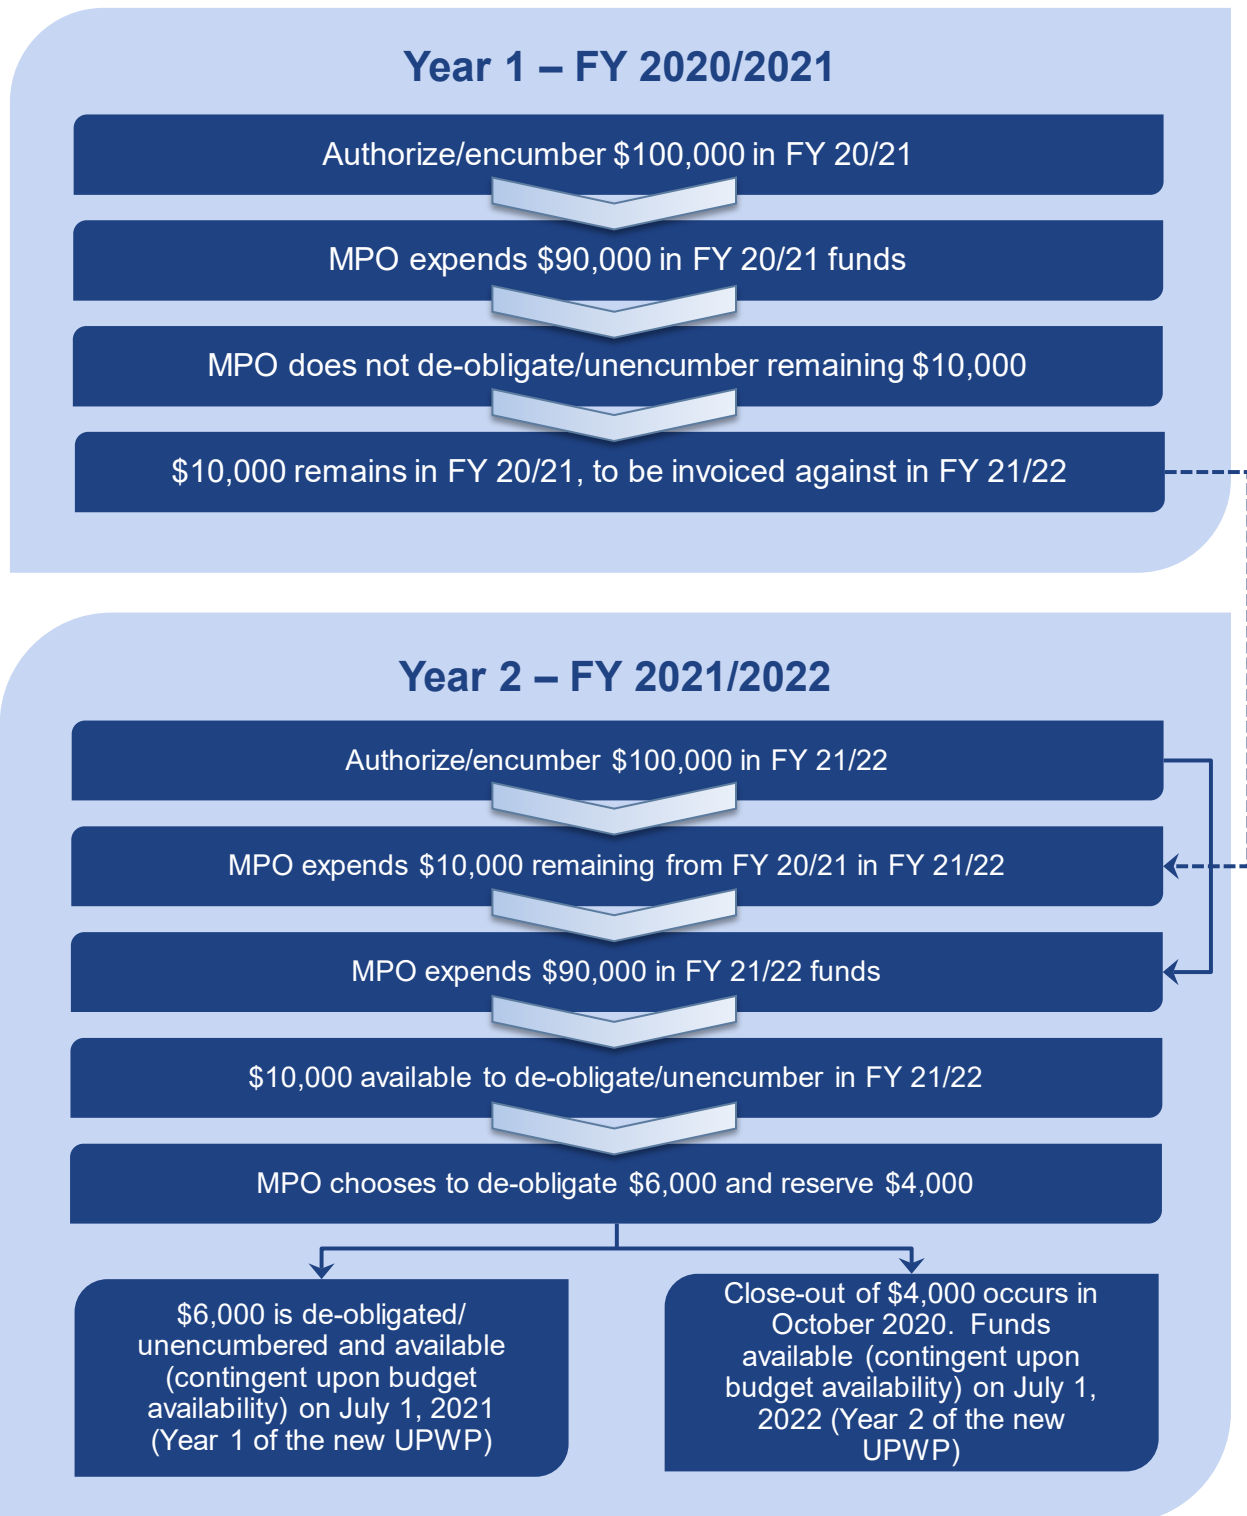 Year 1 – FY 2020/2021
Authorize/encumber $100,000 in FY 20/21
MPO expends $90,000 in FY 20/21 funds
MPO does not de-obligate/unencumber remaining $10,000
$10,000 remains in FY 20/21, to be invoiced against in FY 21/22
Year 2 – FY 2021/2022
Authorize/encumber $100,000 in FY 21/22
MPO expends $10,000 remaining from FY 20/21 in FY 21/22
MPO expends $90,000 in FY 21/22 funds
$10,000 available to de-obligate/unencumber in FY 21/22
MPO chooses to de-obligate $6,000 and reserve $4,000
$6,000 is de-obligated/
unencumbered and available
(contingent upon budget
availability) on July 1, 2021
(Year 1 of the new UPWP)
Close-out of $4,000 occurs in
October 2020. Funds
available (contingent upon
budget availability) on July 1,
2022 (Year 2 of the new
UPWP)